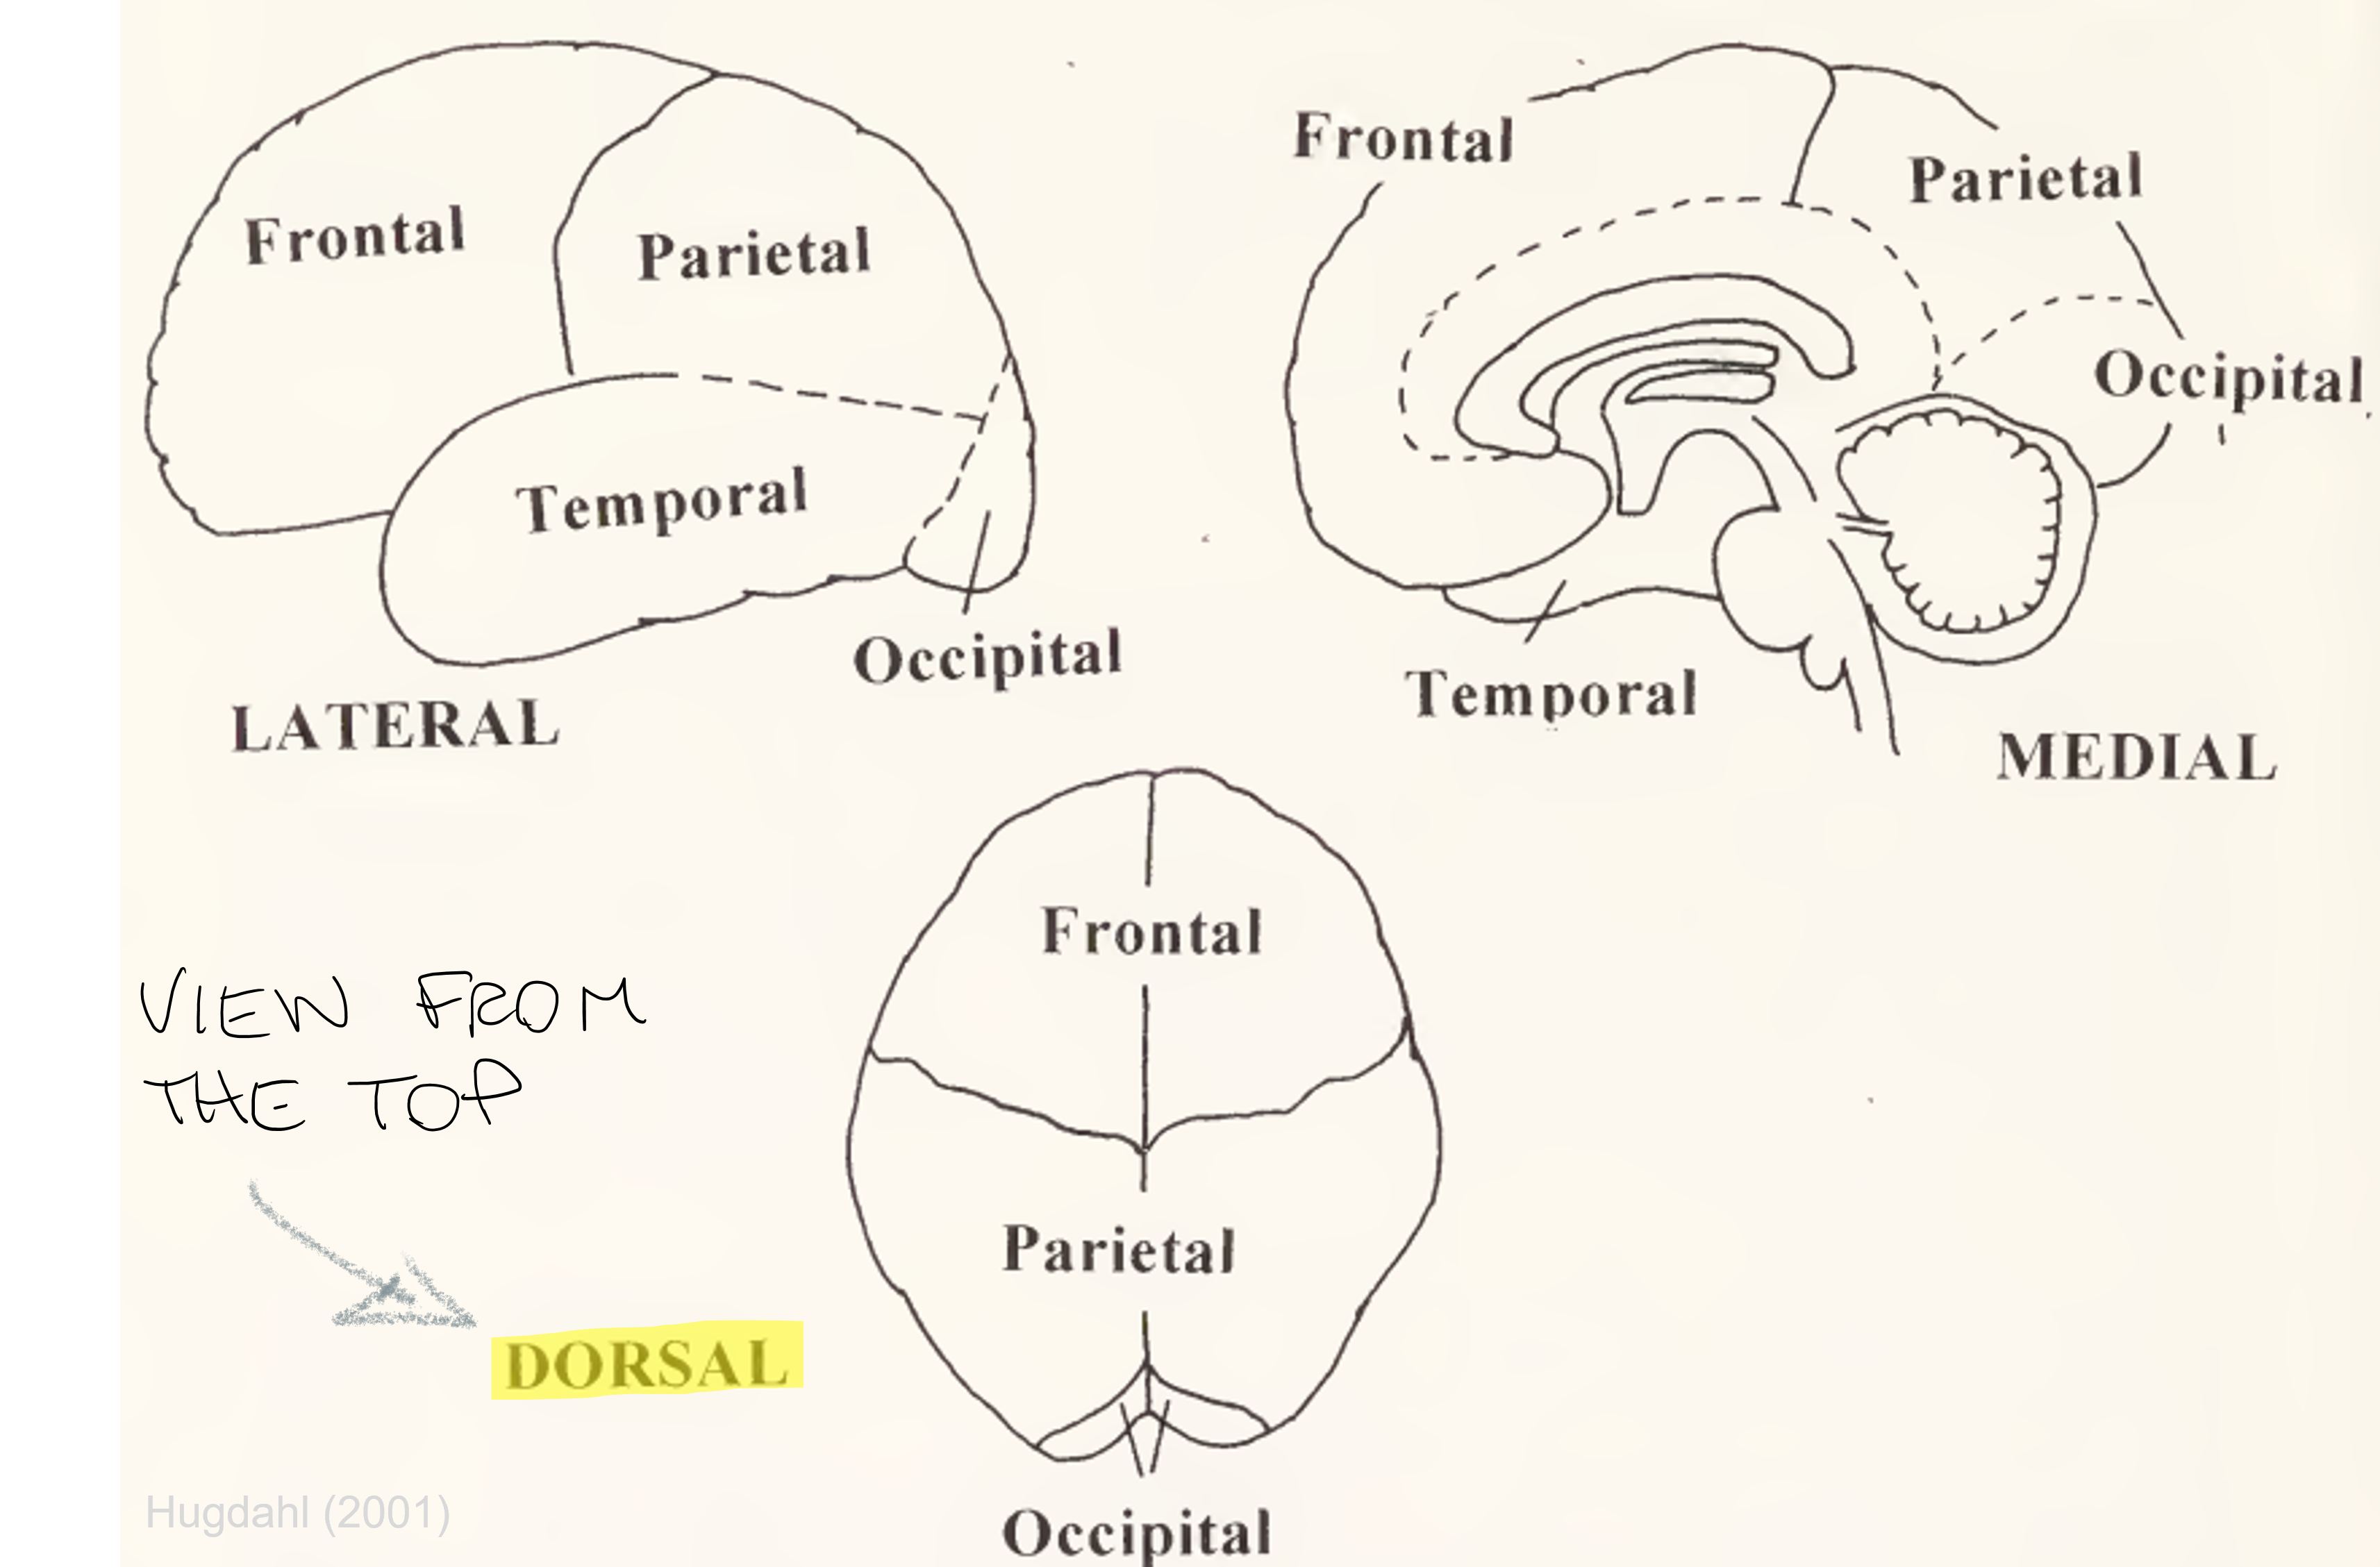 Frontal
Parietal
Temporal
Occipital
LATERAL
Frontal
Parietal
Occipital
Temporal
MEDIAL
VIEW FROM
THE TOP
DORSAL
Frontal
Parietal
Occipital
Hugdahl (2001)